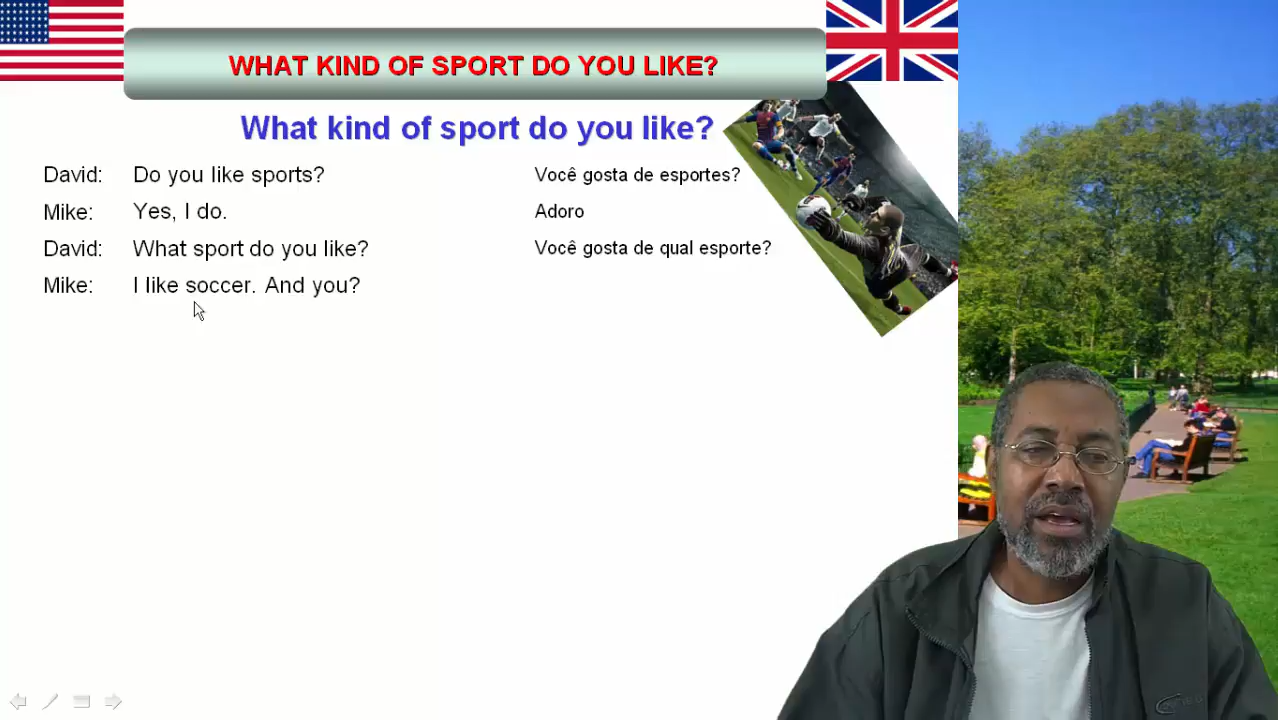 WHAT KIND OF SPORT DO YOU LIKE?
What kind of sport do you like?
David: Do you like sports? Você gosta de esportes?
Mike: Yes, I do. Adoro
David: What sport do you like? Você gosta de qual esporte?
Mike: I like soccer. And you?